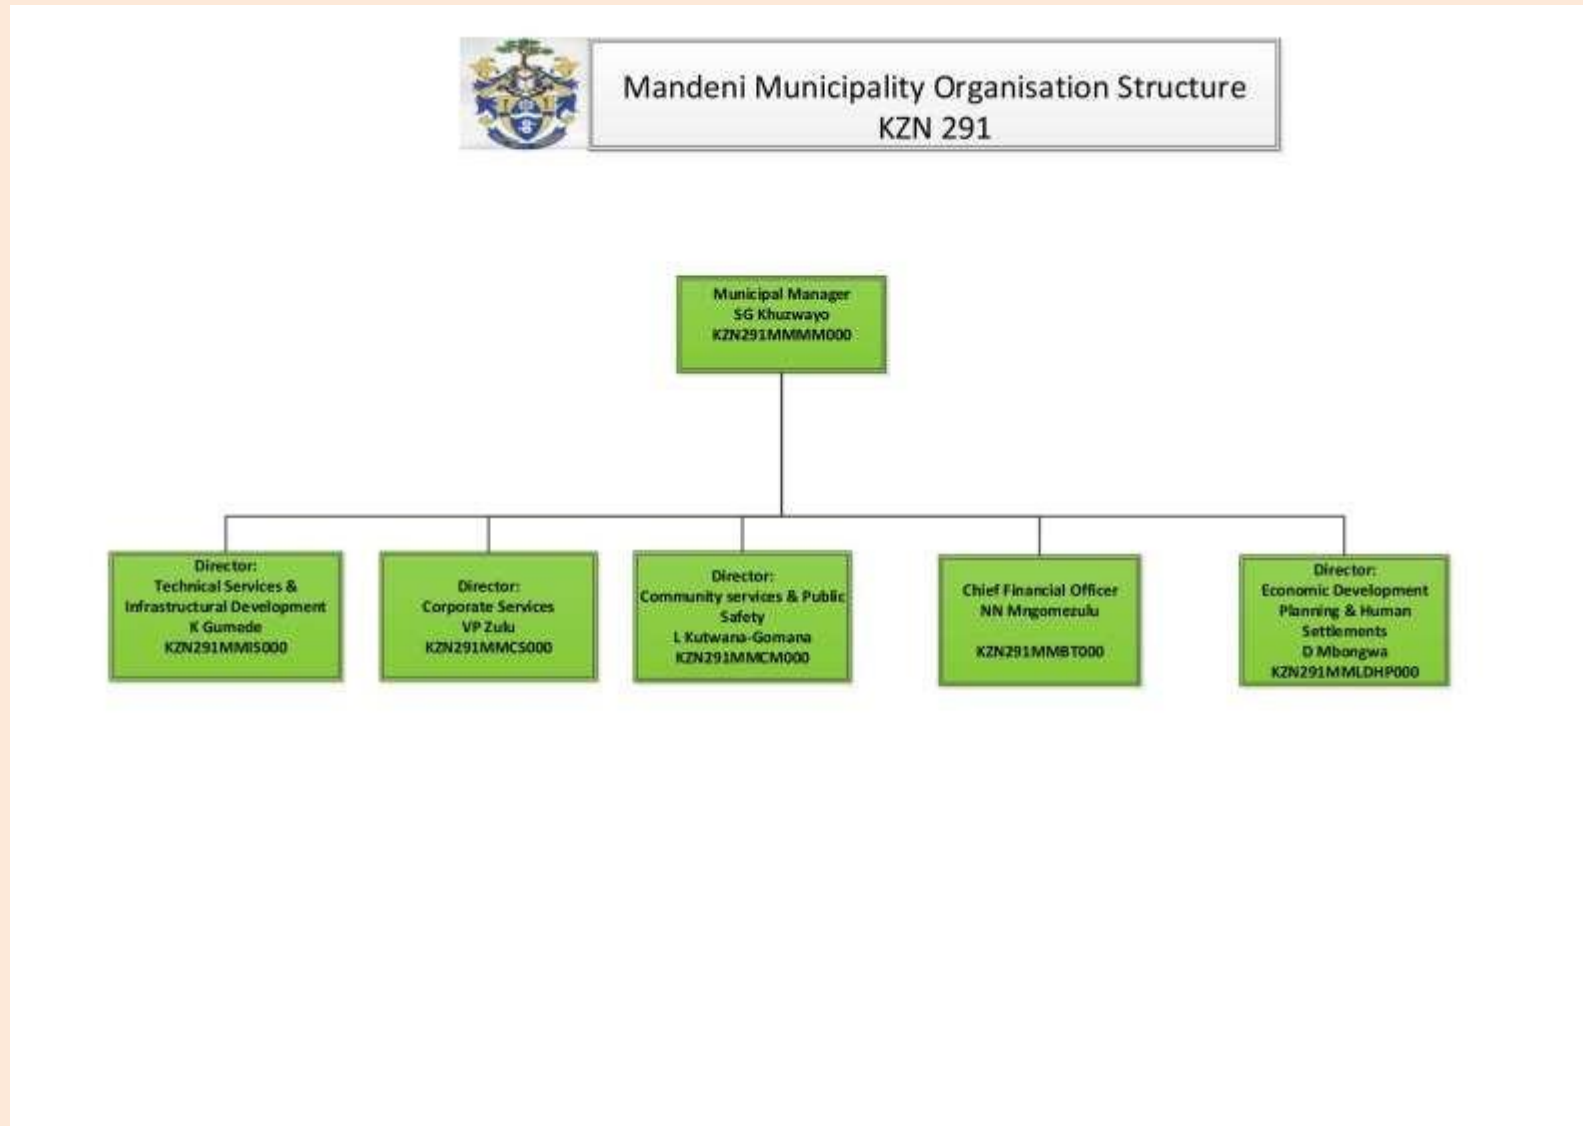 Mandeni Municipality Organisation Structure
KZN 291
Municipal Manager
SG Khuzwayo
KZN291MMMM000
Director:
Technical Services &
Infrastructural Development
K Gumede
KZN291MMIS000
Director:
Corporate Services
VP Zulu
KZN291MMCS000
Director:
Community services & Public
Safety
L Kutwana-Gomana
KZN291MMCM000
Chief Financial Officer
NN Mngomezulu
KZN291MMBT000
Director:
Economic Development
Planning & Human
Settlements
D Mbongwa
KZN291MMLDHP000